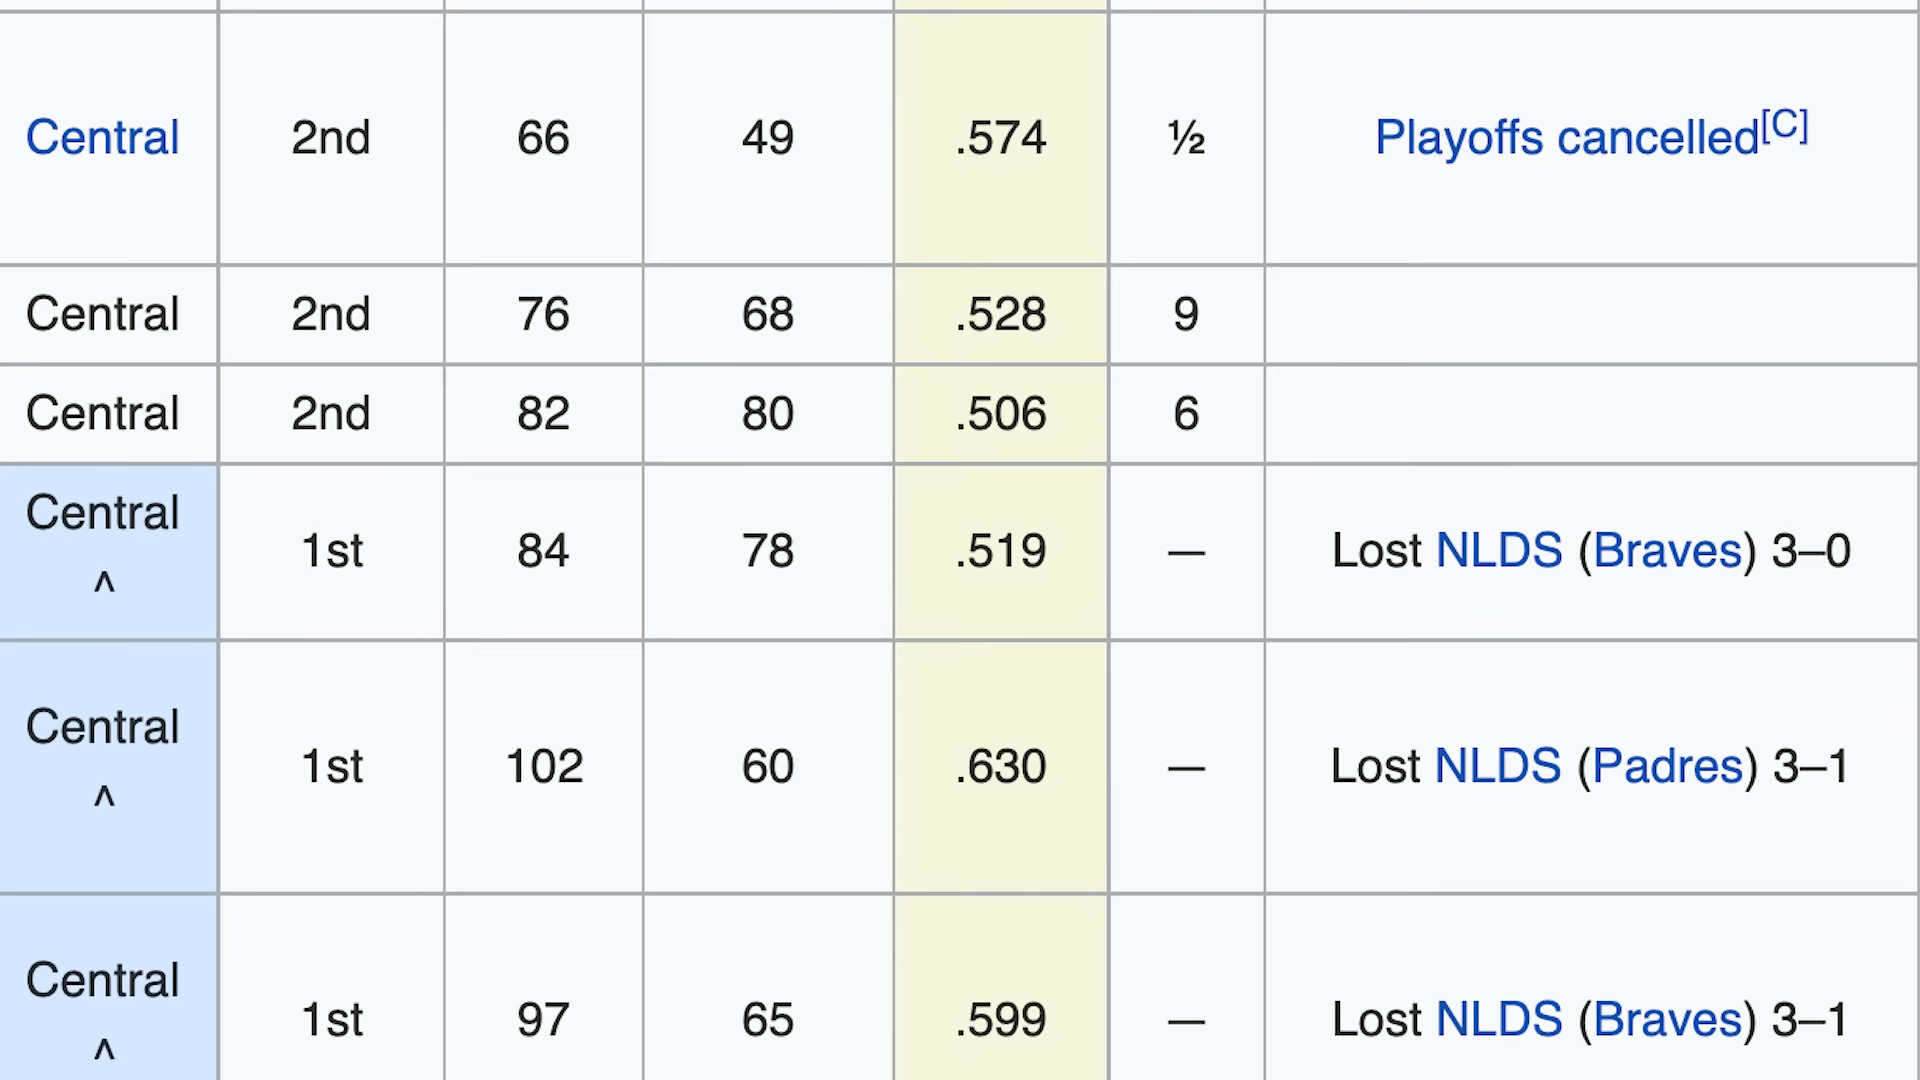 Central 2nd 66 49 .574 ½ Playoffs cancelled[C]
Central 2nd 76 68 .528 9
Central 2nd 82 80 .506 6
Central ^ 1st 84 78 .519 — Lost NLDS (Braves) 3–0
Central ^ 1st 102 60 .630 — Lost NLDS (Padres) 3–1
Central ^ 1st 97 65 .599 — Lost NLDS (Braves) 3–1